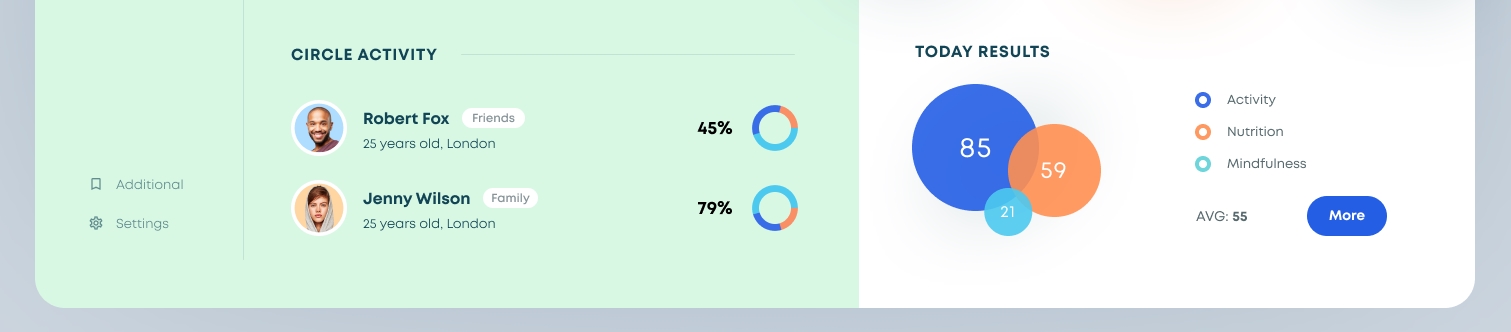 CIRCLE ACTIVITY
Robert Fox Friends
25 years old, London
45%
Jenny Wilson Family
25 years old, London
79%
Additional
Settings
TODAY RESULTS
85
59
21
Activity
Nutrition
Mindfulness
AVG: 55
More